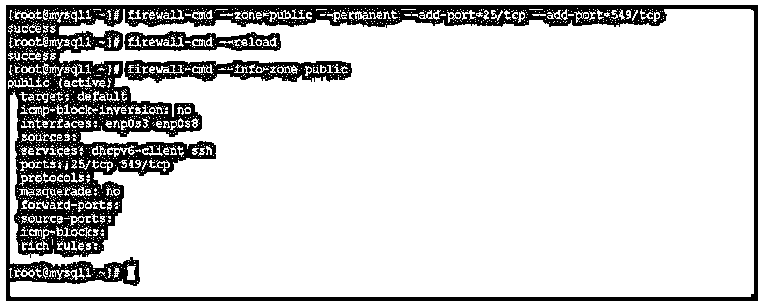 [root@mysql1 ~]# firewall-cmd --zone=public --permanent --add-port=25/tcp --add-port=549/tcp
success
[root@mysql1 ~]# firewall-cmd --reload
success
[root@mysql1 ~]# firewall-cmd --info-zone public
public (active)
target: default
icmp-block-inversion: no
interfaces: enp0s3 enp0s8
sources:
services: dhcpv6-client ssh
ports: 25/tcp 549/tcp
protocols:
masquerade: no
forward-ports:
source-ports:
icmp-blocks:
rich rules:
[root@mysql1 ~]#